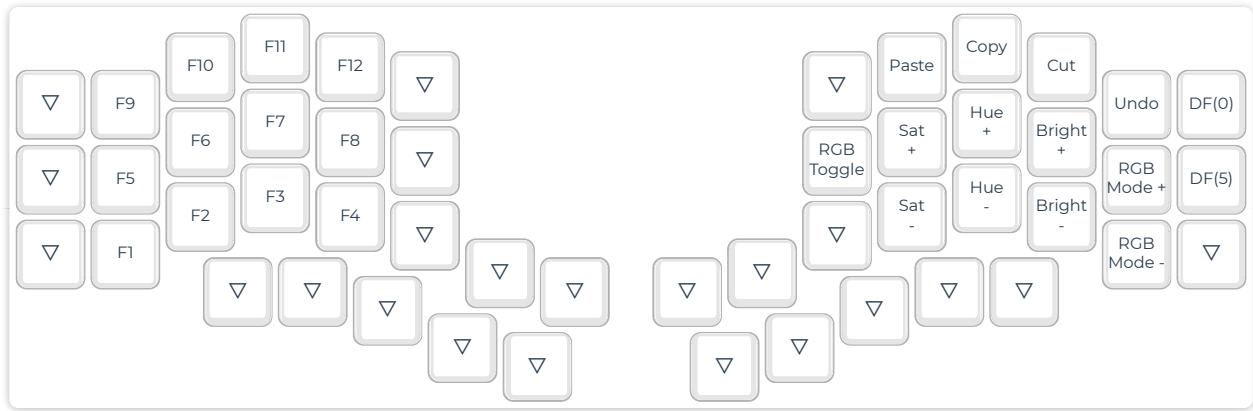 F11
Copy
F10
F12
Paste
Cut
F9
Undo
DF(0)
F7
Hue
+
F6
F8
Sat
+
Bright
+
RGB
Toggle
F5
RGB
Mode +
DF(5)
F3
Hue
-
F2
F4
Sat
-
Bright
-
F1
RGB
Mode -